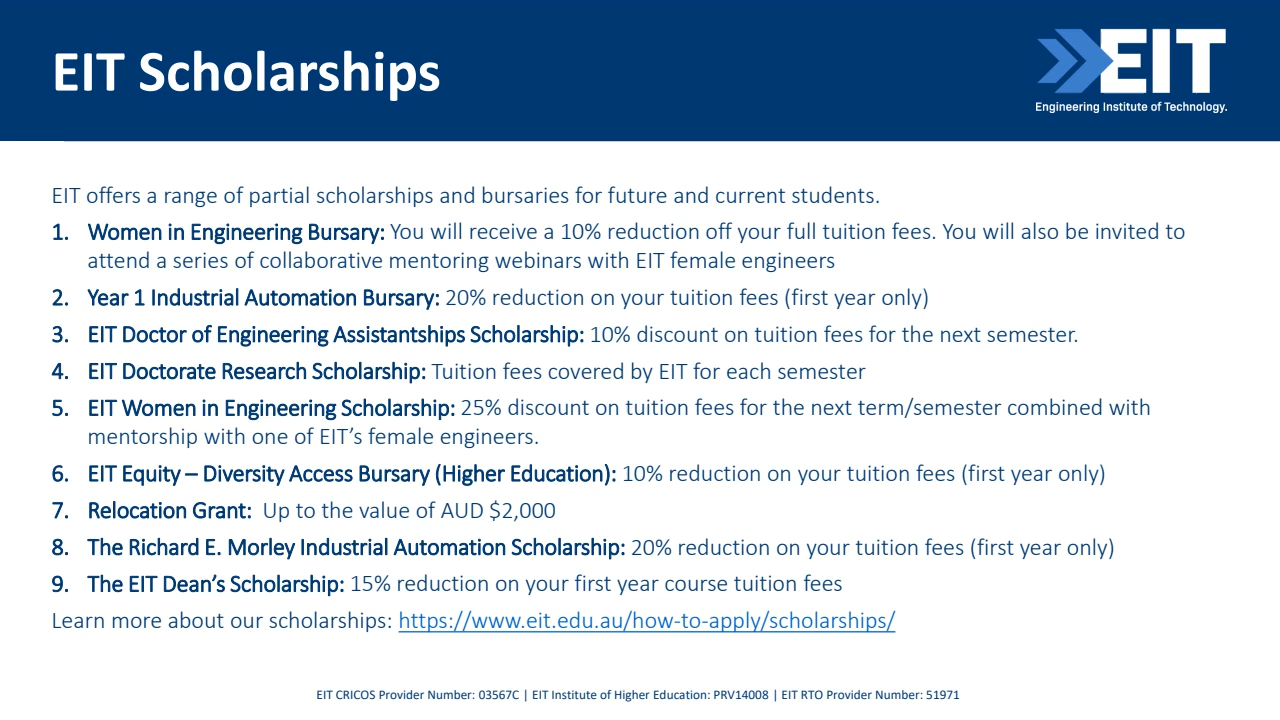 EIT Scholarships
EIT
Engineering Institute of Technology.
EIT offers a range of partial scholarships and bursaries for future and current students.
1. Women in Engineering Bursary: You will receive a 10% reduction off your full tuition fees. You will also be invited to
attend a series of collaborative mentoring webinars with EIT female engineers
2. Year 1 Industrial Automation Bursary: 20% reduction on your tuition fees (first year only)
3. EIT Doctor of Engineering Assistantships Scholarship: 10% discount on tuition fees for the next semester.
4. EIT Doctorate Research Scholarship: Tuition fees covered by EIT for each semester
5. EIT Women in Engineering Scholarship: 25% discount on tuition fees for the next term/semester combined with
mentorship with one of EIT’s female engineers.
6. EIT Equity – Diversity Access Bursary (Higher Education): 10% reduction on your tuition fees (first year only)
7. Relocation Grant: Up to the value of AUD $2,000
8. The Richard E. Morley Industrial Automation Scholarship: 20% reduction on your tuition fees (first year only)
9. The EIT Dean’s Scholarship: 15% reduction on your first year course tuition fees
Learn more about our scholarships: https://www.eit.edu.au/how-to-apply/scholarships/
EIT CRICOS Provider Number: 03567C | EIT Institute of Higher Education: PRV14008 | EIT RTO Provider Number: 51971